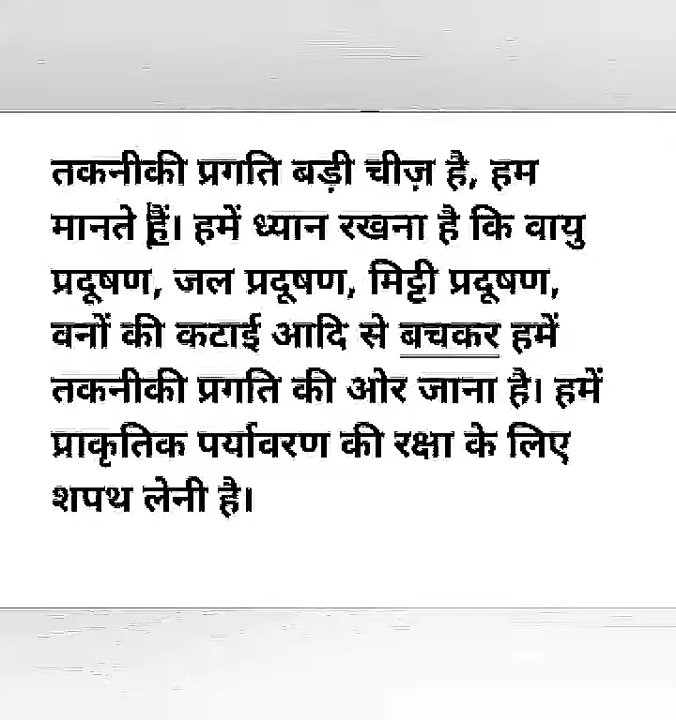 तकनीकी प्रगति बड़ी चीज़ है, हम
मानते हैं। हमें ध्यान रखना है कि वायु
प्रदूषण, जल प्रदूषण, मिट्टी प्रदूषण,
वनों की कटाई आदि से बचकर हमें
तकनीकी प्रगति की ओर जाना है। हमें
प्राकृतिक पर्यावरण की रक्षा के लिए
शपथ लेनी है।